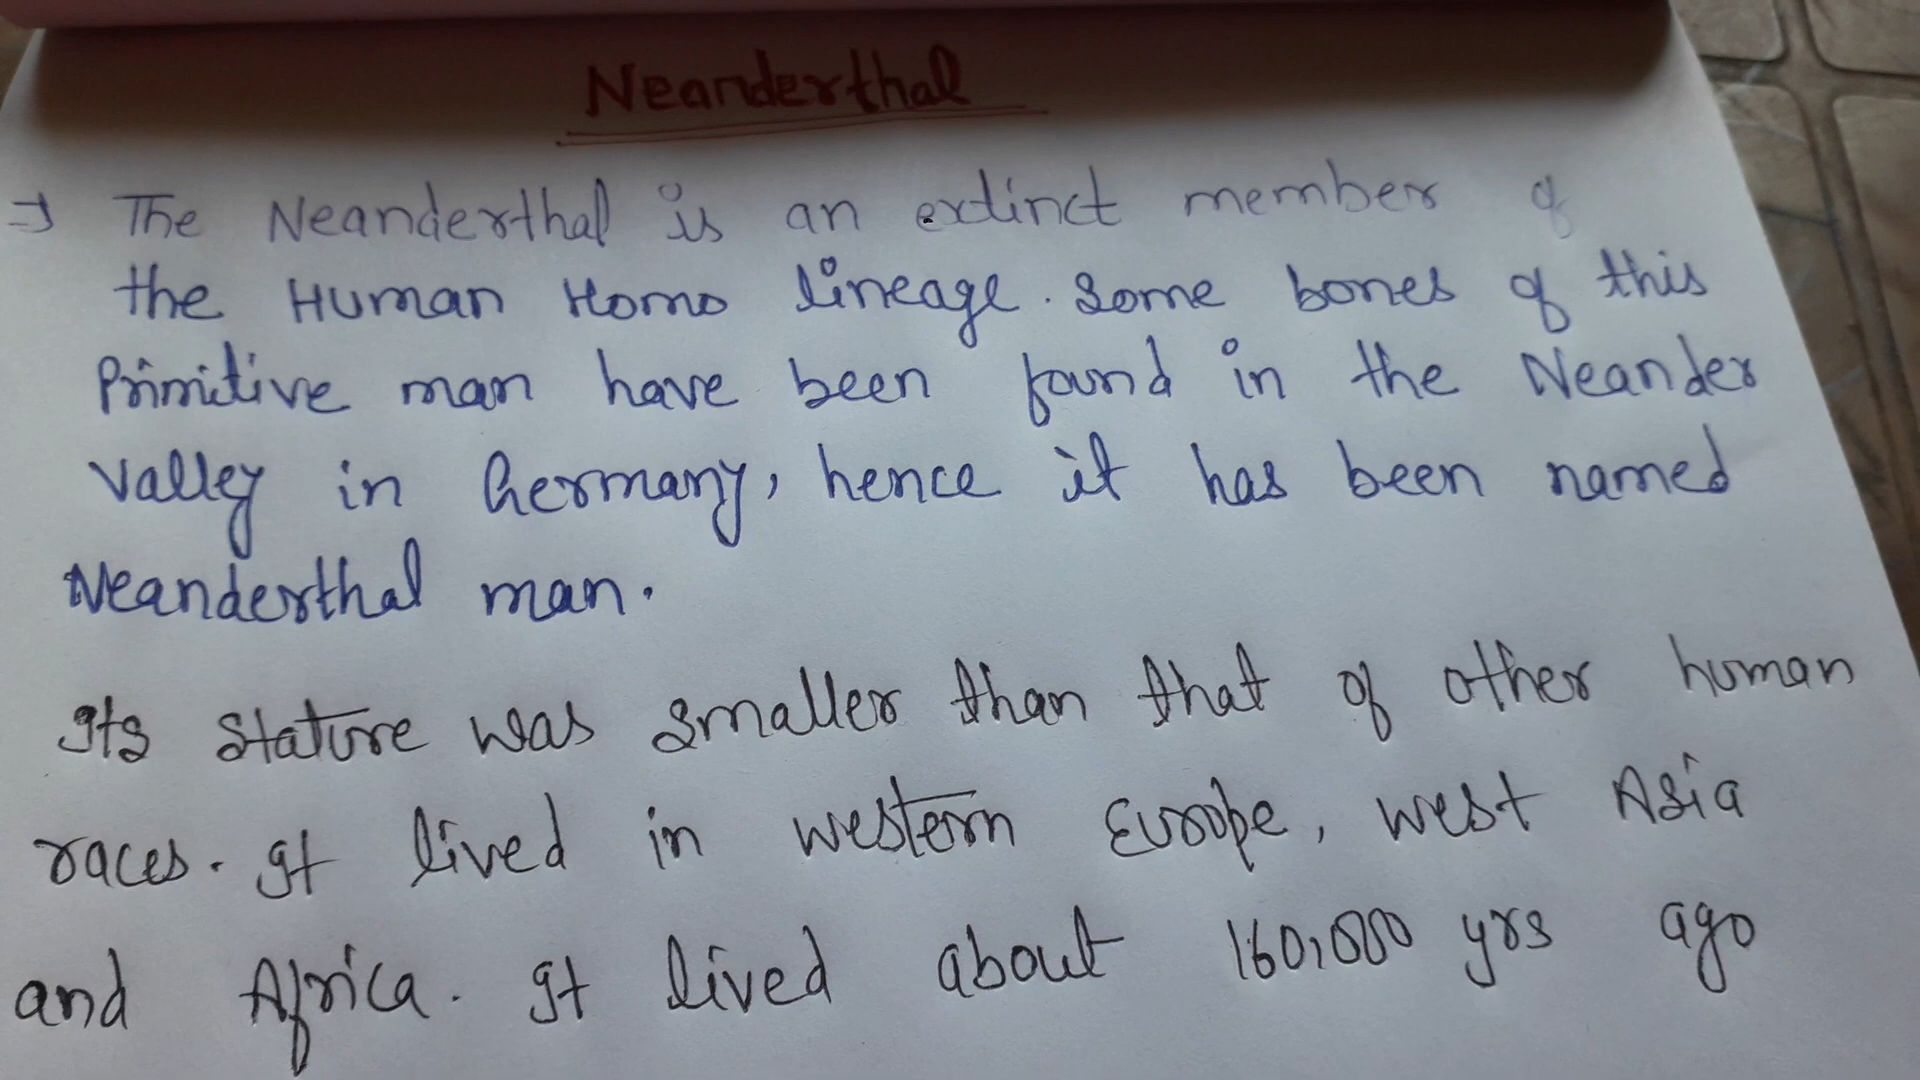 Neanderthal
⇒ The Neanderthal is an extinct member of
the Human Homo lineage. Some bones of this
Primitive man have been found in the Neander
Valley in Germany, hence it has been named
Neanderthal man.
Its stature was smaller than that of other human
races. It lived in western Europe, west Asia
and Africa. It lived about 160,000 yrs ago